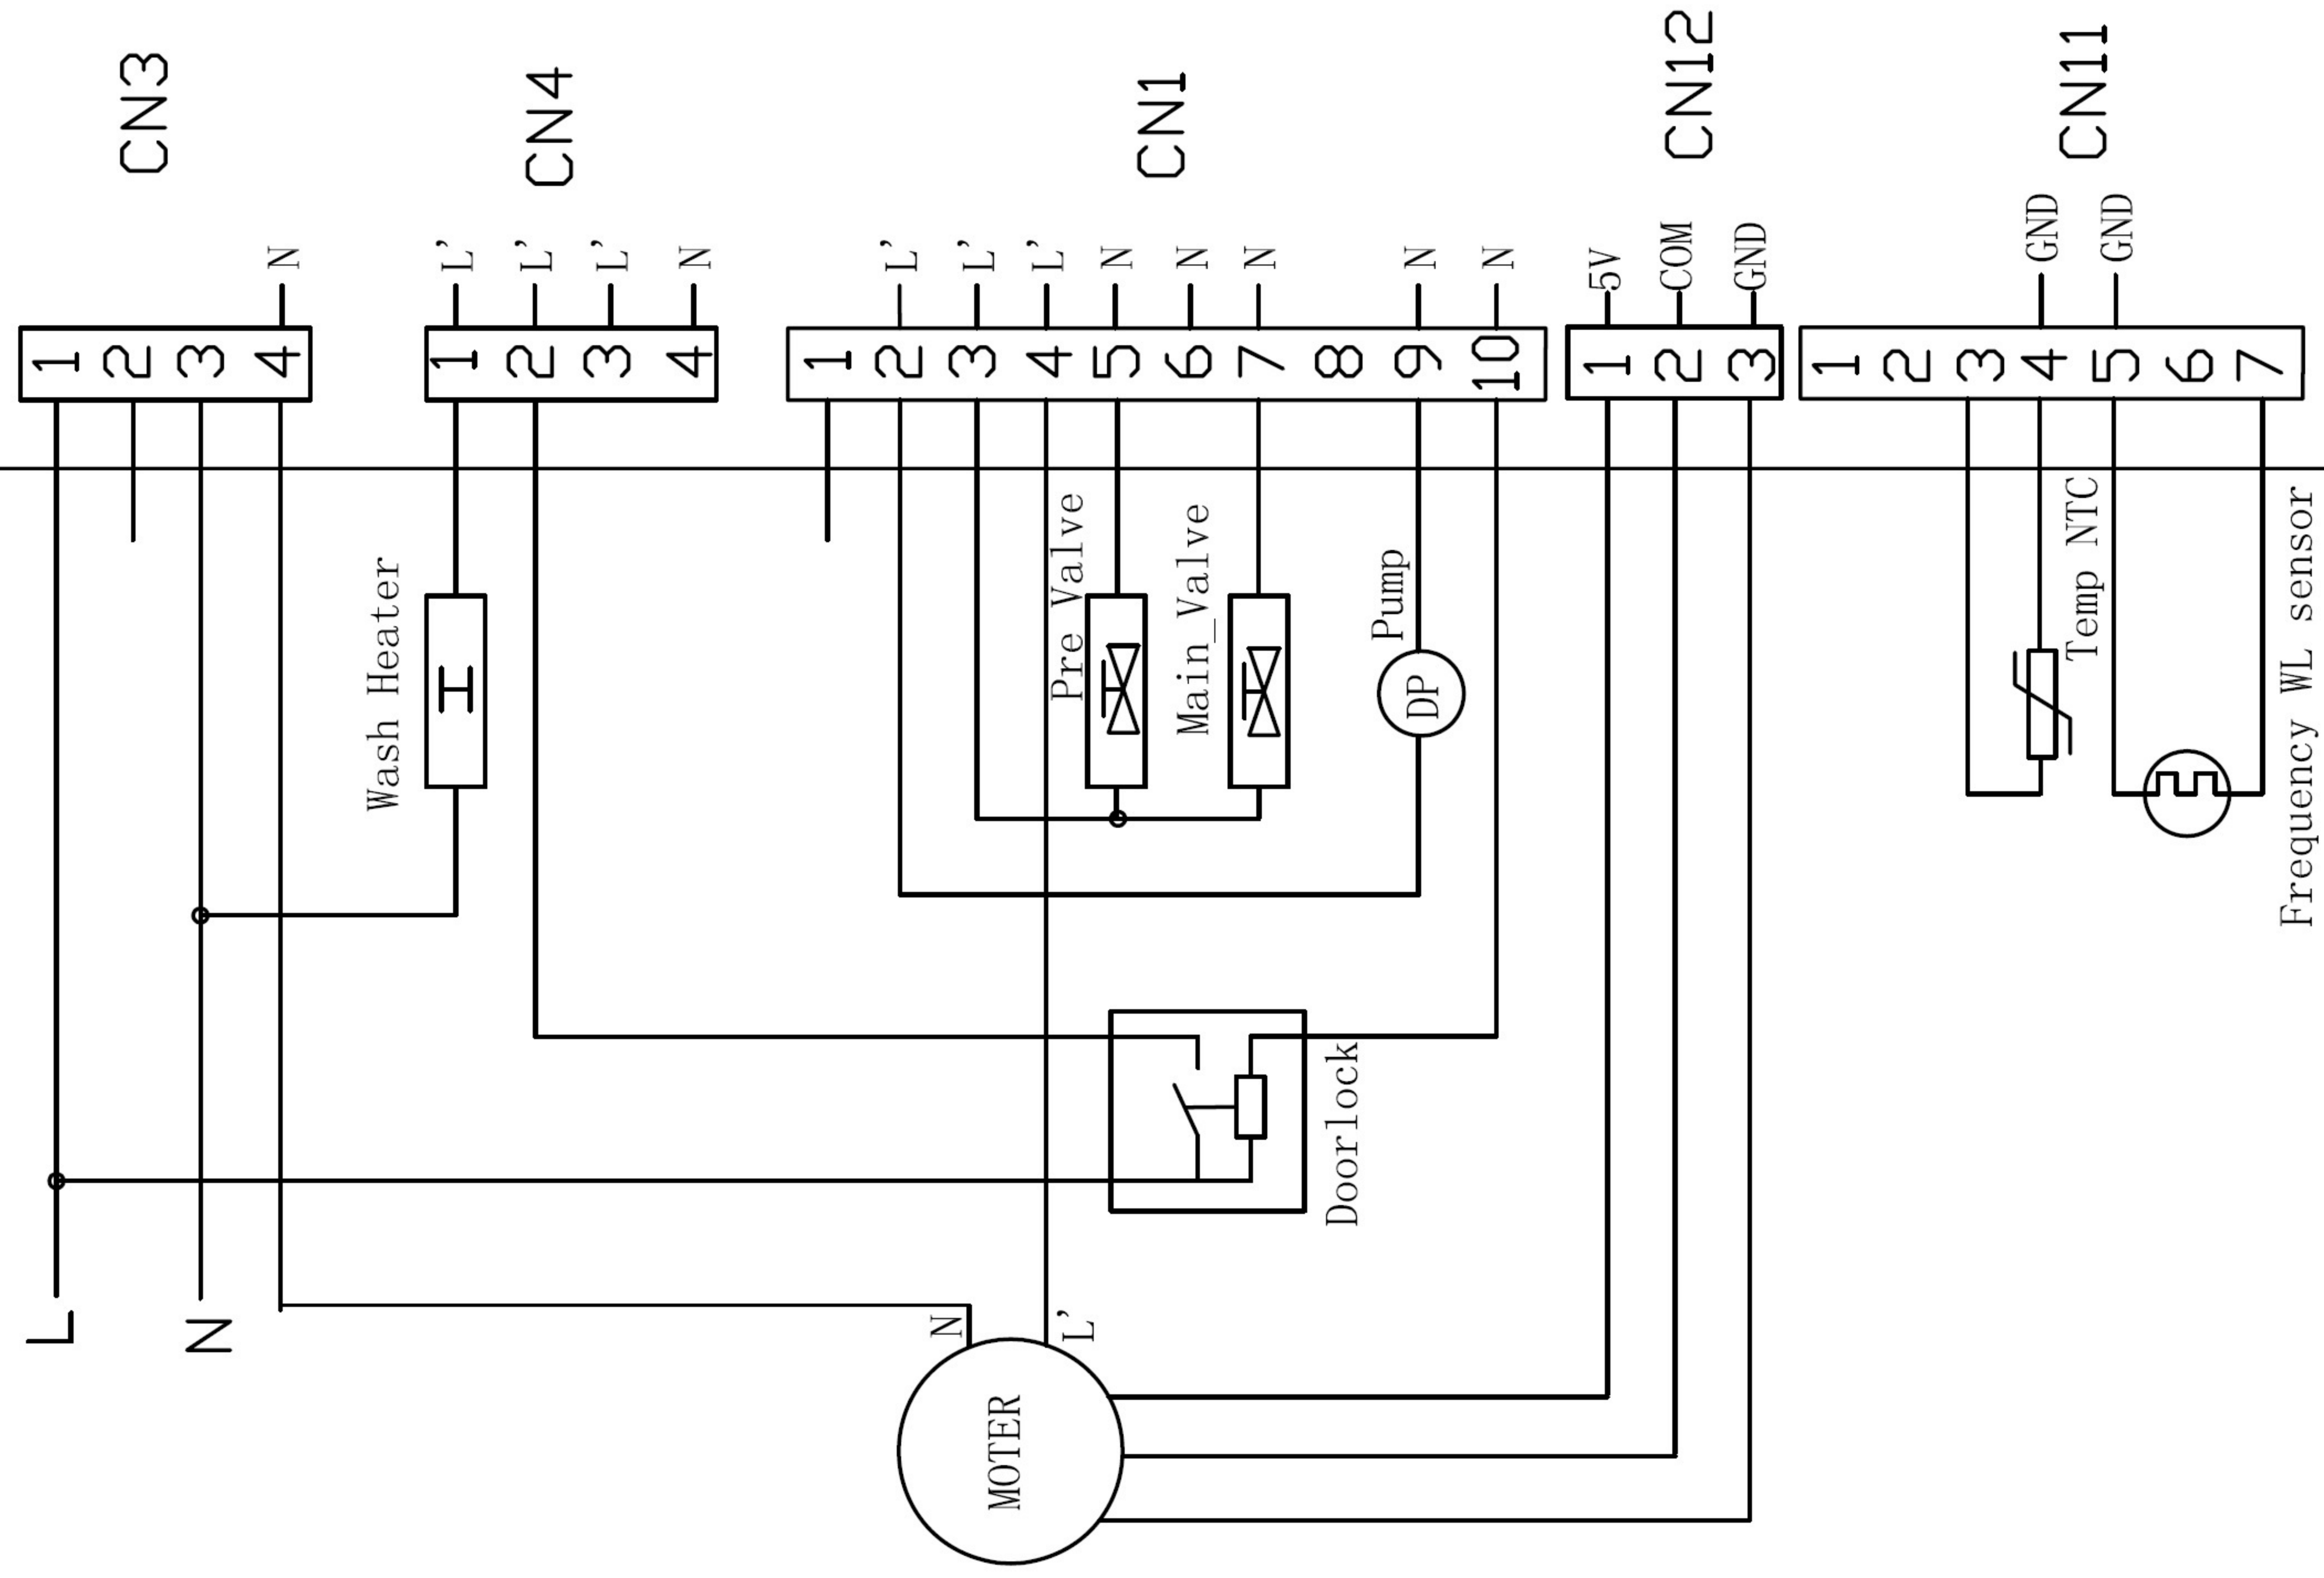 L
1
2
N
3
4
N
CN3
Wash Heater
H
1
L'
2
L'
3
L'
4
N
CN4
1
2
L'
3
L'
N
MOTER
L'
4
L'
Pre Valve
5
N
6
N
Main_Valve
7
N
8
Doorlock
Pump
DP
9
N
10
N
CN1
1
5V
2
COM
3
GND
CN12
1
2
3
4
GND
Temp NTC
5
GND
6
7
Frequency WL sensor
CN11